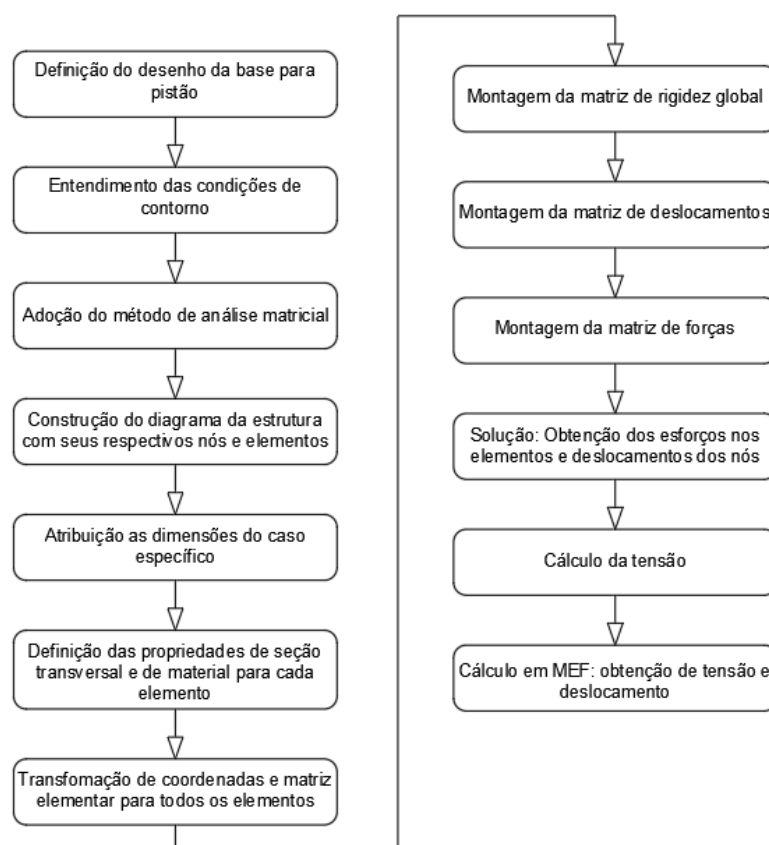 Definição do desenho da base para
pistão
Entendimento das condições de
contorno
Adoção do método de análise matricial
Construção do diagrama da estrutura
com seus respectivos nós e elementos
Atribuição as dimensões do caso
específico
Definição das propriedades de seção
transversal e de material para cada
elemento
Transfomação de coordenadas e matriz
elementar para todos os elementos
Montagem da matriz de rigidez global
Montagem da matriz de deslocamentos
Montagem da matriz de forças
Solução: Obtenção dos esforços nos
elementos e deslocamentos dos nós
Cálculo da tensão
Cálculo em MEF: obtenção de tensão e
deslocamento